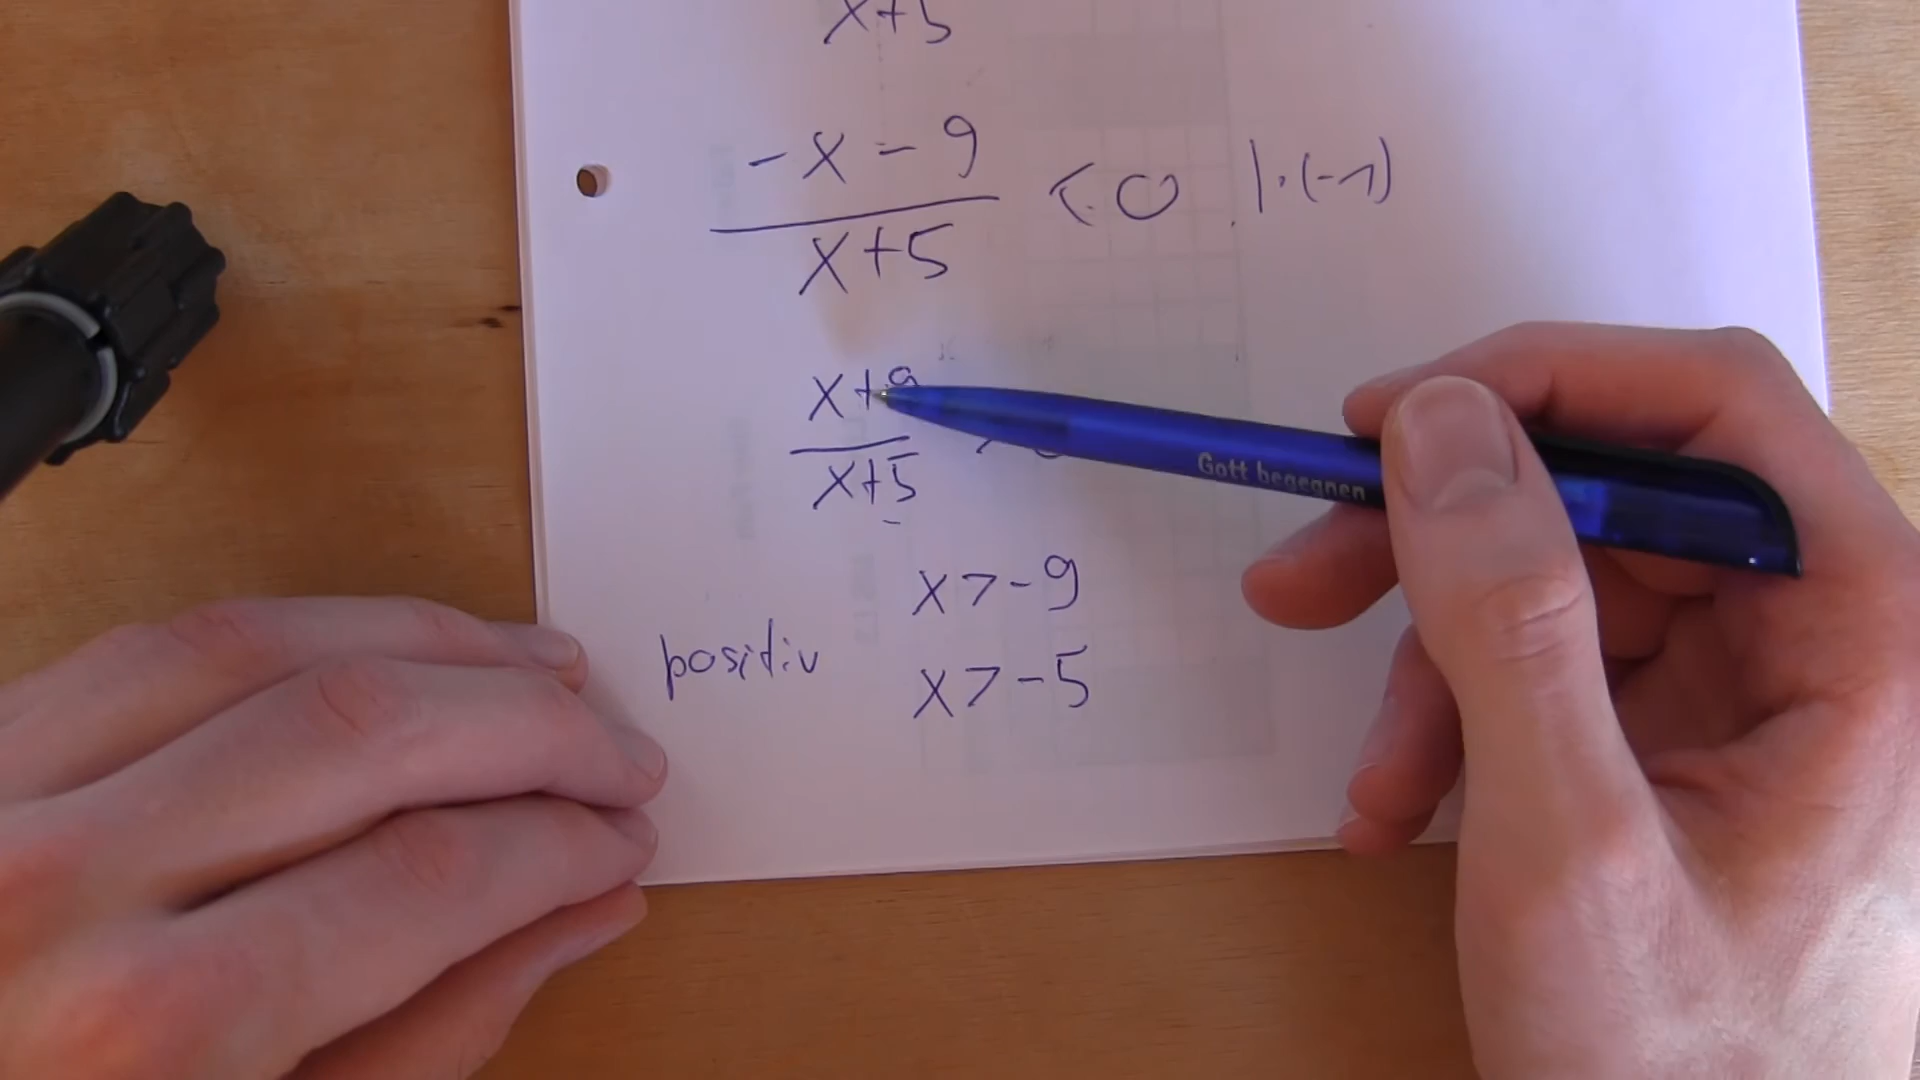 x+5
-x-9
x+5
<0 |·(-1)
x+9
x+5
Gott begegnen
x>-9
positiv
x>-5